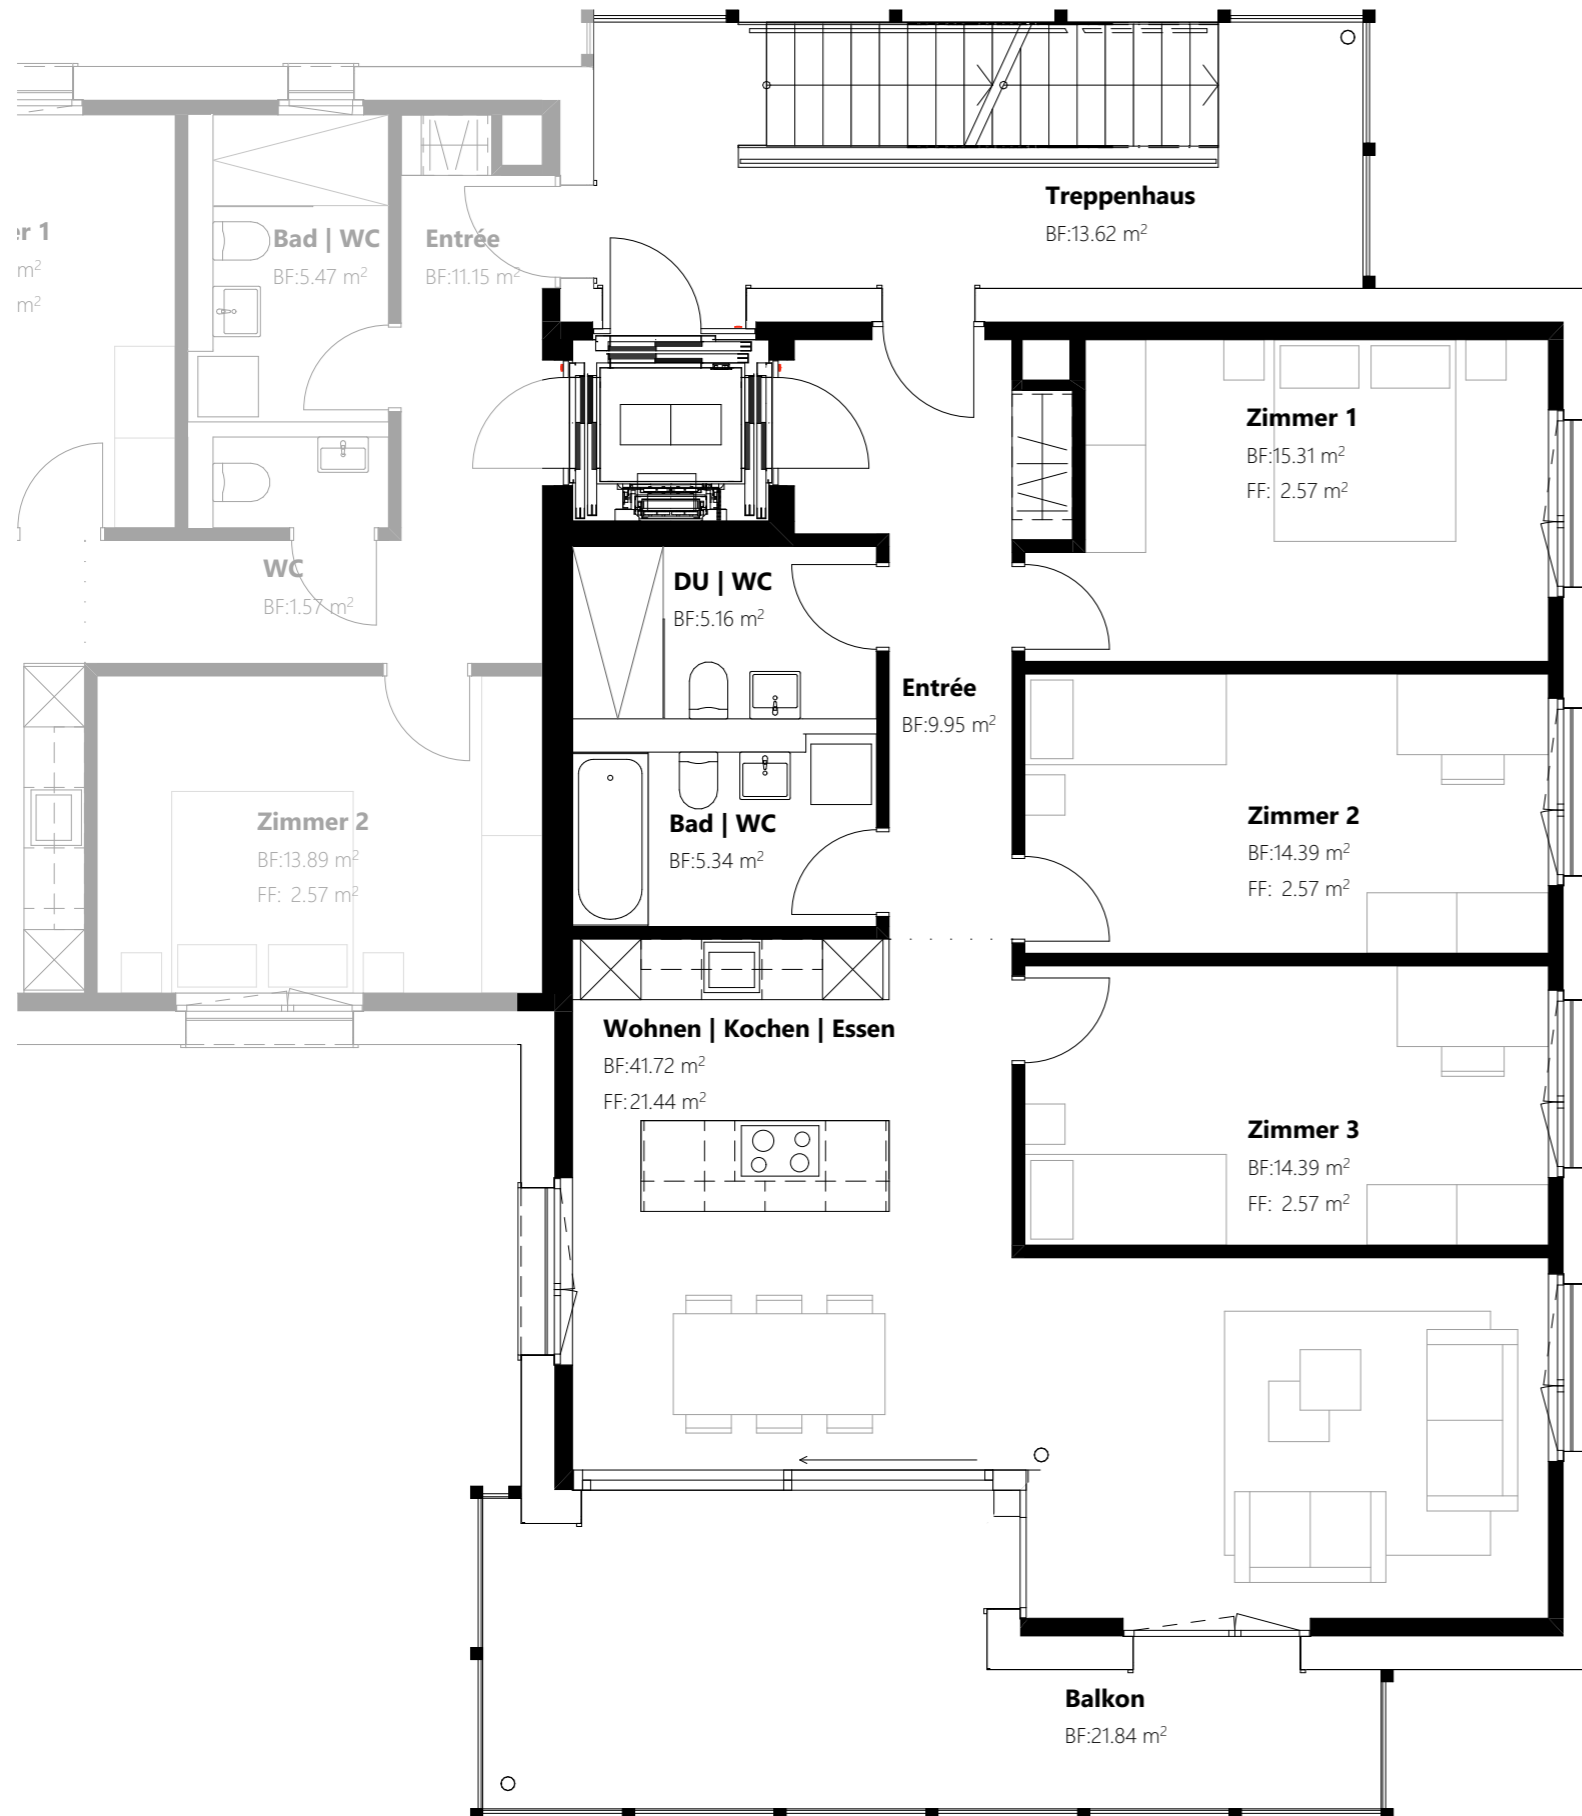 Treppenhaus
BF:13.62 m²
er 1
m²
m²
Bad | WC
BF:5.47 m²
Entrée
BF:11.15 m²
Zimmer 1
BF:15.31 m²
FF: 2.57 m²
WC
BF:1.57 m²
DU | WC
BF:5.16 m²
Entrée
BF:9.95 m²
Zimmer 2
BF:13.89 m²
FF: 2.57 m²
Bad | WC
BF:5.34 m²
Zimmer 2
BF:14.39 m²
FF: 2.57 m²
Wohnen | Kochen | Essen
BF:41.72 m²
FF:21.44 m²
Zimmer 3
BF:14.39 m²
FF: 2.57 m²
Balkon
BF:21.84 m²